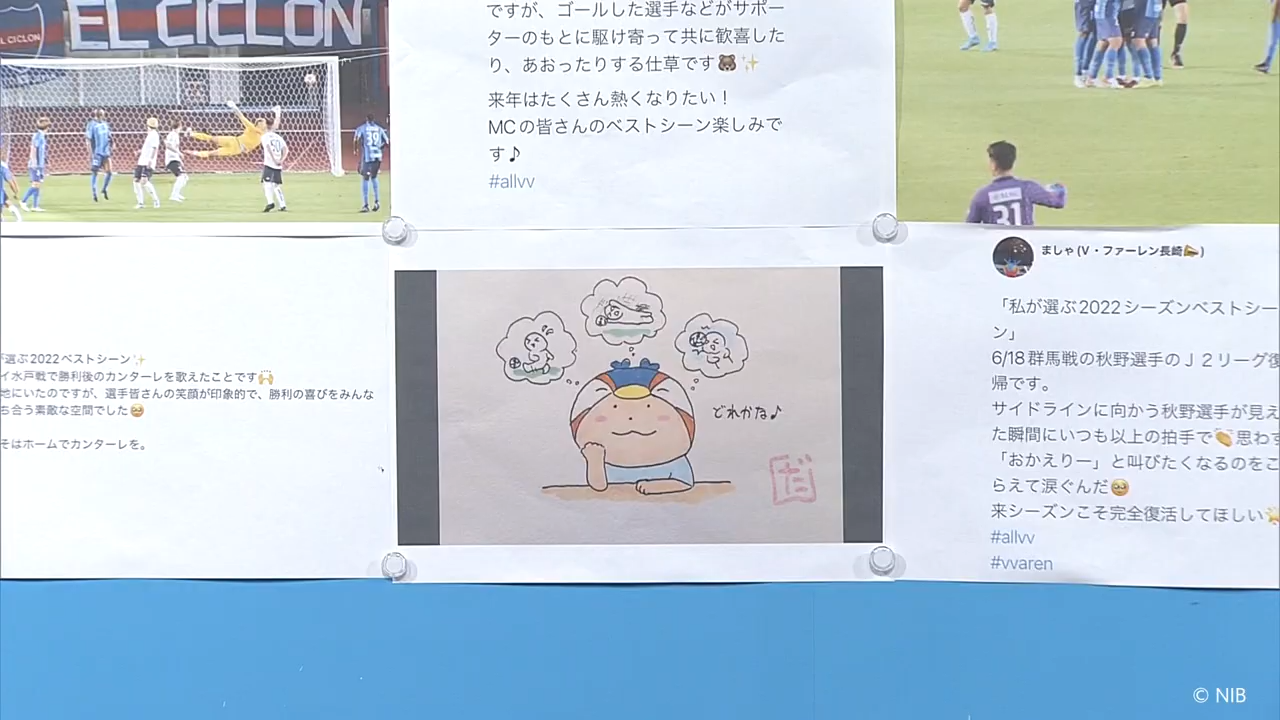 EL CICLON
EL CICLON
39
50
ですが、ゴールした選手などがサポー
ターのもとに駆け寄って共に歓喜した
り、あおったりする仕草です🐻✨
来年はたくさん熱くなりたい！
MCの皆さんのベストシーン楽しみで
す♪
#allvv
31
選ぶ2022ベストシーン✨
イ水戸戦で勝利後のカンターレを歌えたことです🙌
地にいたのですが、選手皆さんの笑顔が印象的で、勝利の喜びをみんな
ち合う素敵な空間でした🥹
そはホームでカンターレを。
どれかな♪
だ
ましゃ(V・ファーレン長崎📣)
「私が選ぶ2022シーズンベストシー
ン」
6/18群馬戦の秋野選手のＪ２リーグ復
帰です。
サイドラインに向かう秋野選手が見え
た瞬間にいつも以上の拍手で👏思わず
「おかえりー」と叫びたくなるのをこ
らえて涙ぐんだ🥹
来シーズンこそ完全復活してほしい🌟
#allvv
#vvaren
© NIB